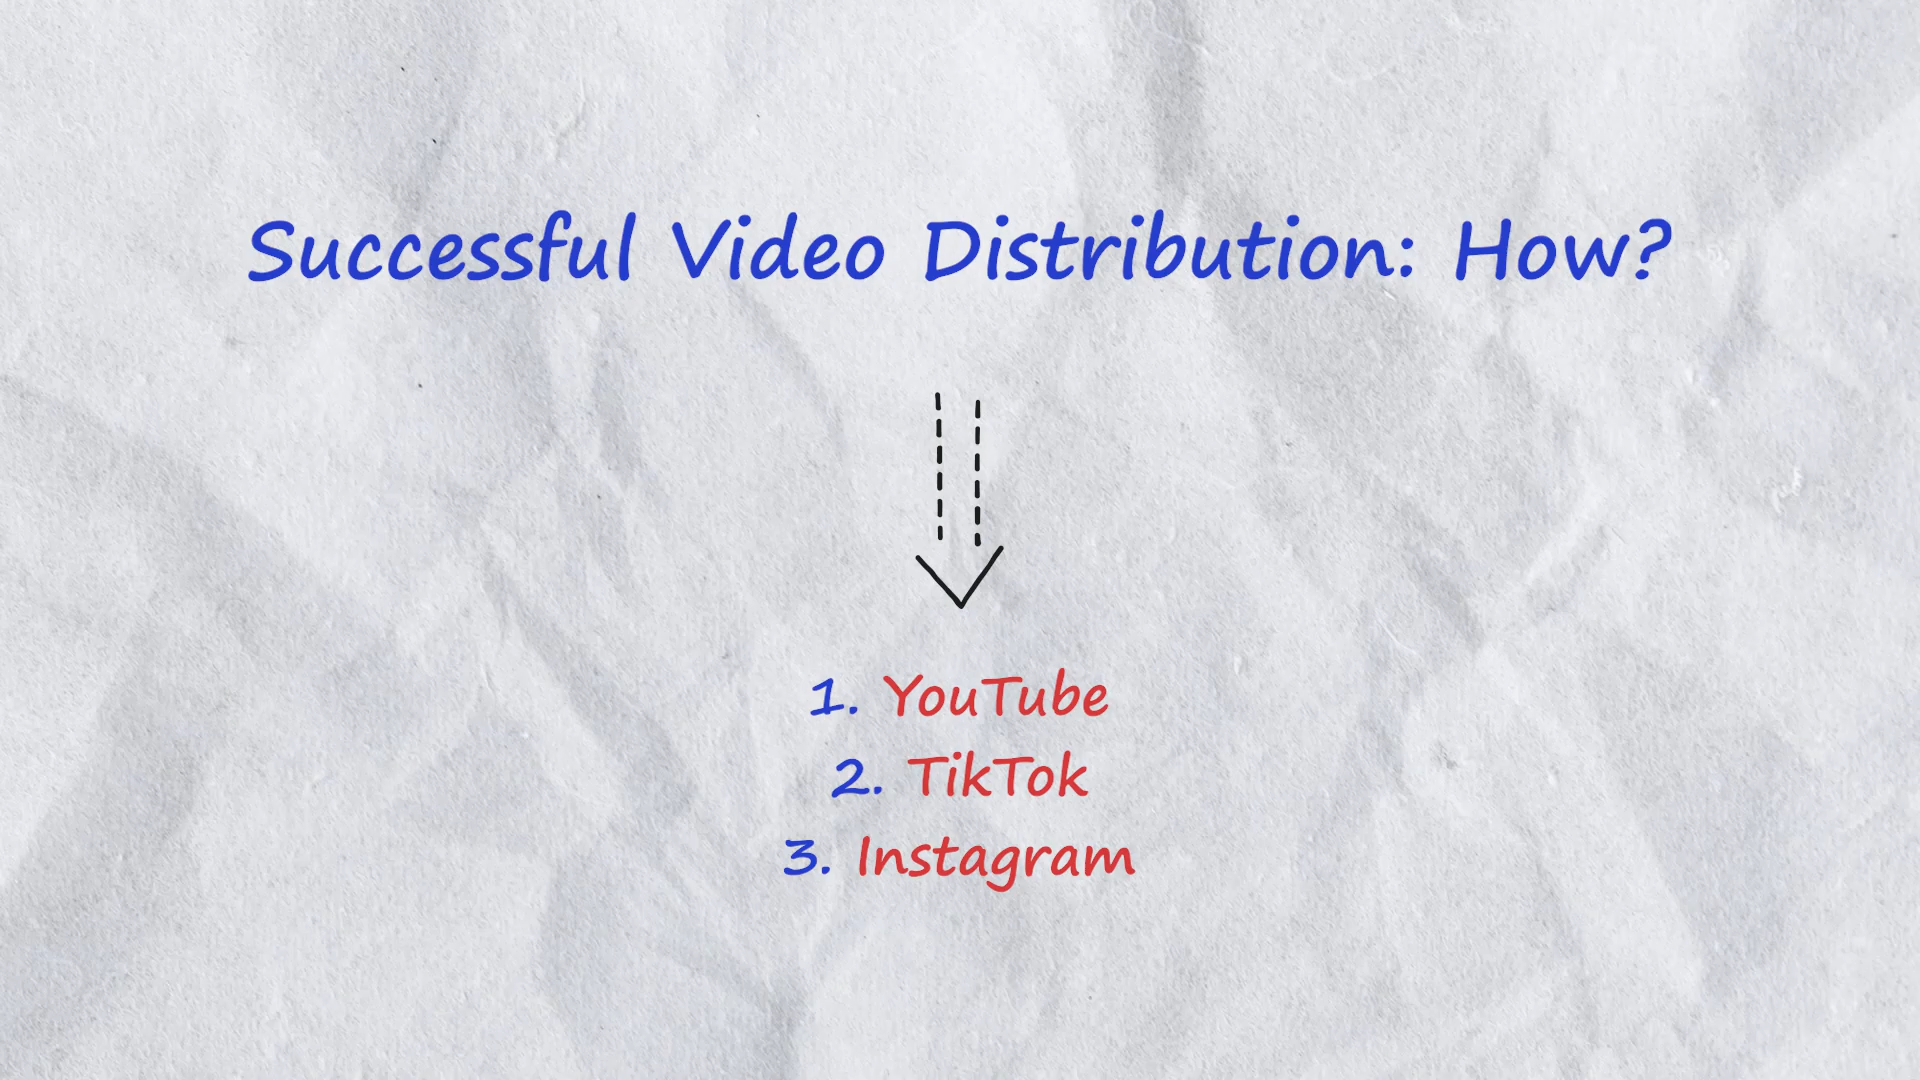 Successful Video Distribution: How?
1. YouTube
2. TikTok
3. Instagram